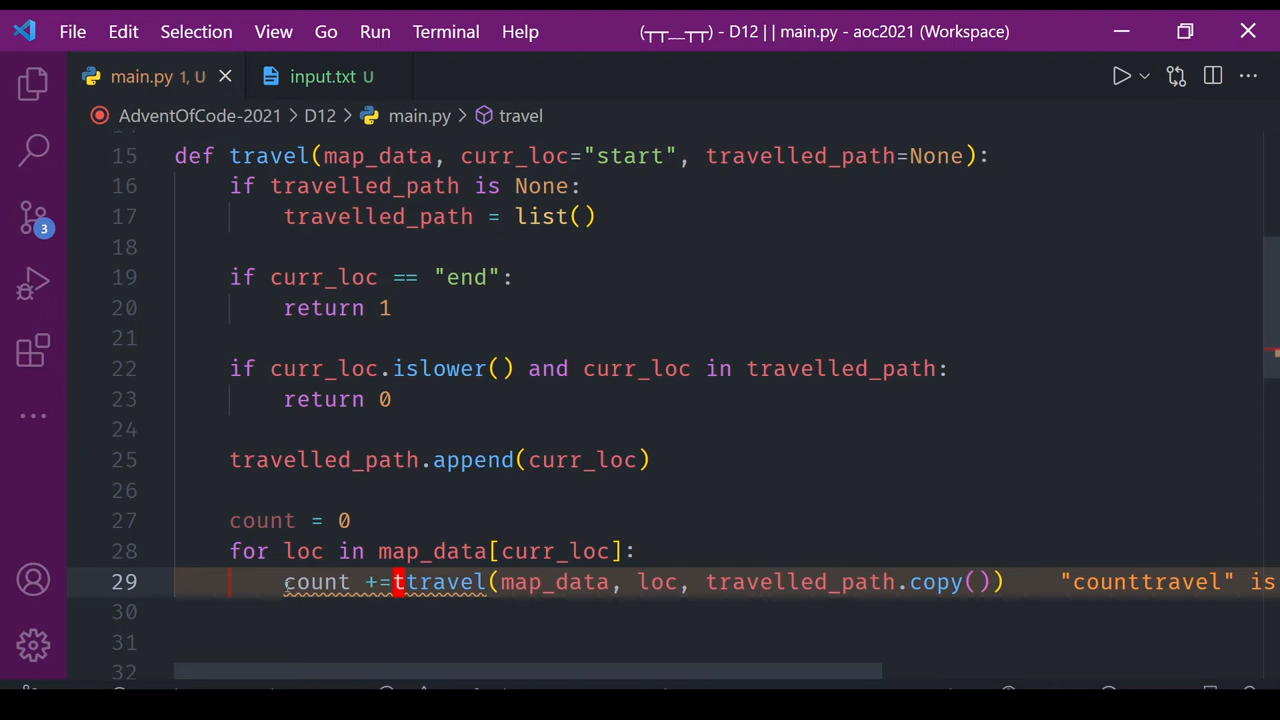 File Edit Selection View Go Run Terminal Help (┬┬﹏┬┬) - D12 | | main.py - aoc2021 (Workspace)
main.py 1, U input.txt U
AdventOfCode-2021 > D12 > main.py > travel
15 def travel(map_data, curr_loc="start", travelled_path=None):
16 if travelled_path is None:
17 travelled_path = list()
18
19 if curr_loc == "end":
20 return 1
21
22 if curr_loc.islower() and curr_loc in travelled_path:
23 return 0
24
25 travelled_path.append(curr_loc)
26
27 count = 0
28 for loc in map_data[curr_loc]:
29 count +=ttravel(map_data, loc, travelled_path.copy()) "counttravel" is
30
31
32
3